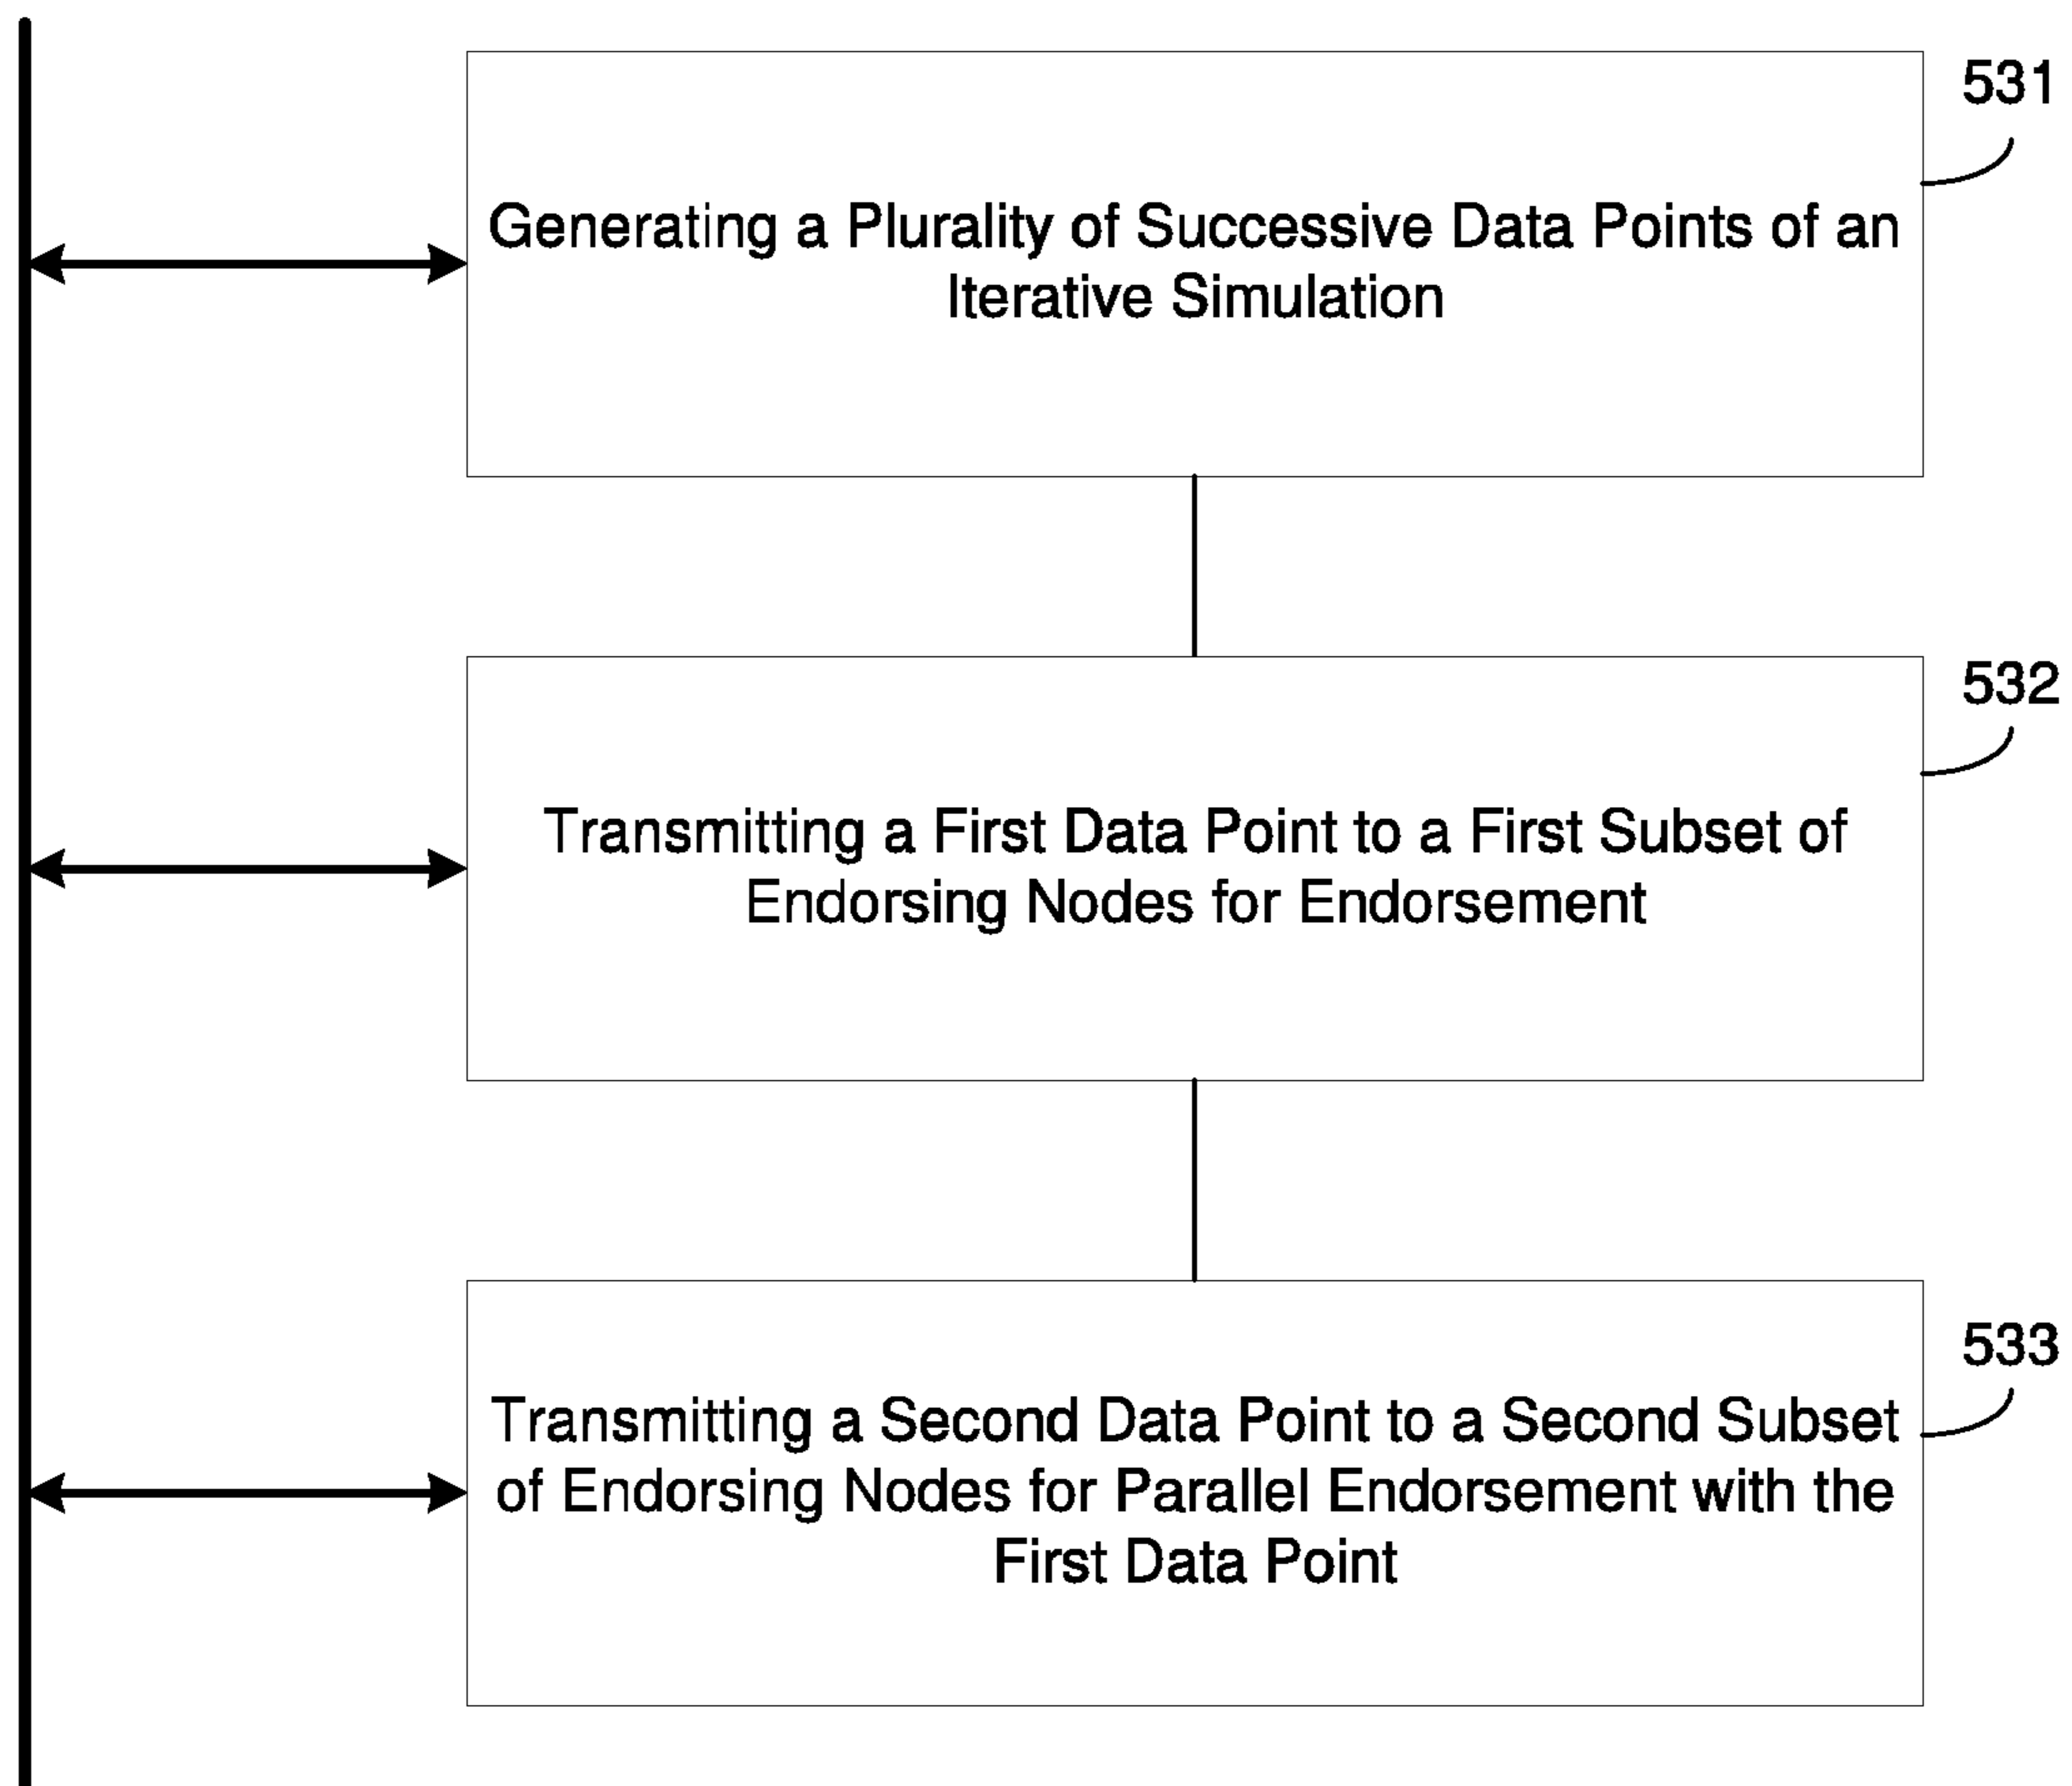 531
Generating a Plurality of Successive Data Points of an
Iterative Simulation
532
Transmitting a First Data Point to a First Subset of
Endorsing Nodes for Endorsement
533
Transmitting a Second Data Point to a Second Subset
of Endorsing Nodes for Parallel Endorsement with the
First Data Point